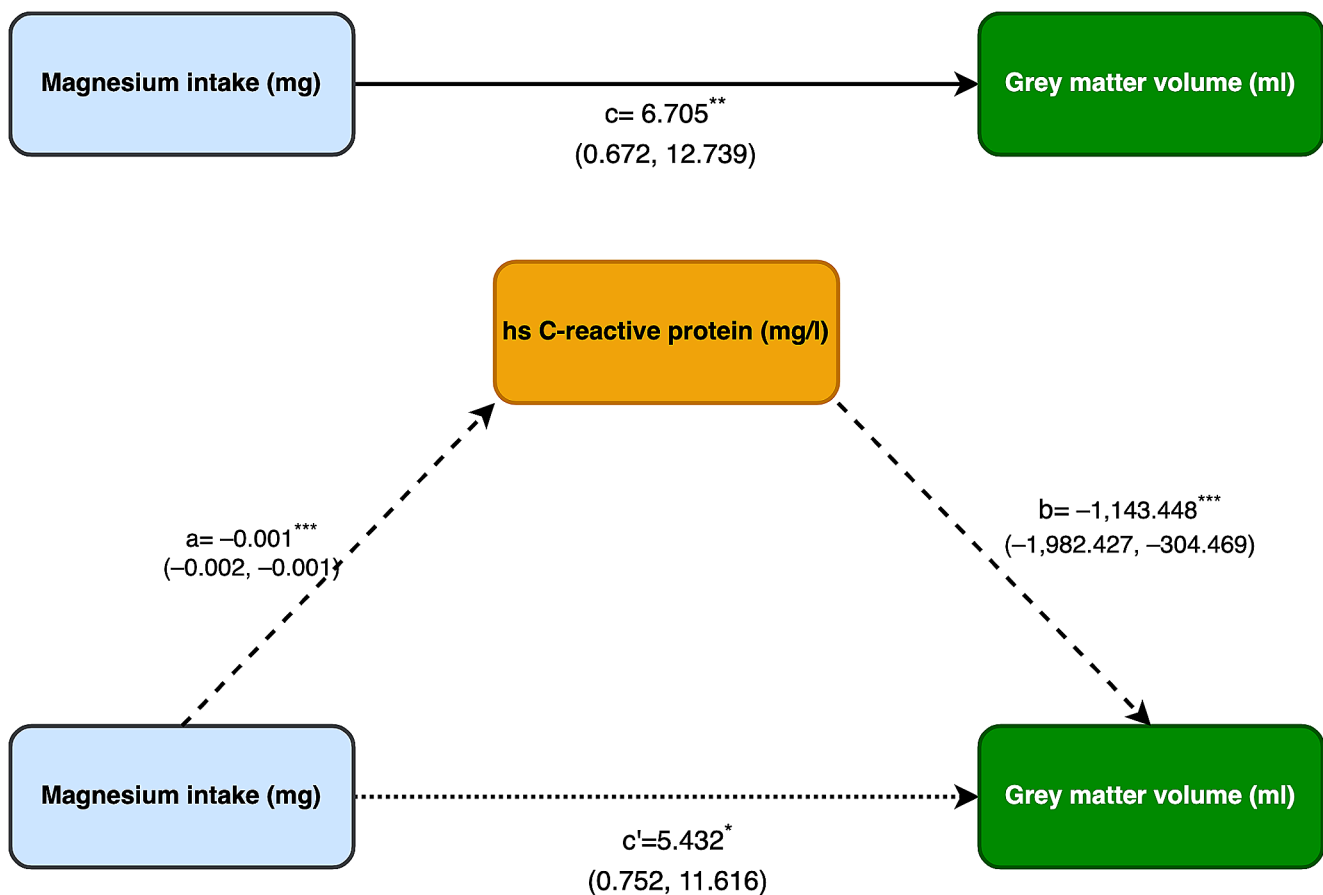 Magnesium intake (mg)
Grey matter volume (ml)
c= 6.705**
(0.672, 12.739)
hs C-reactive protein (mg/l)
a= –0.001***
(–0.002, –0.001)
b= –1,143.448***
(–1,982.427, –304.469)
Magnesium intake (mg)
Grey matter volume (ml)
c'=5.432*
(0.752, 11.616)